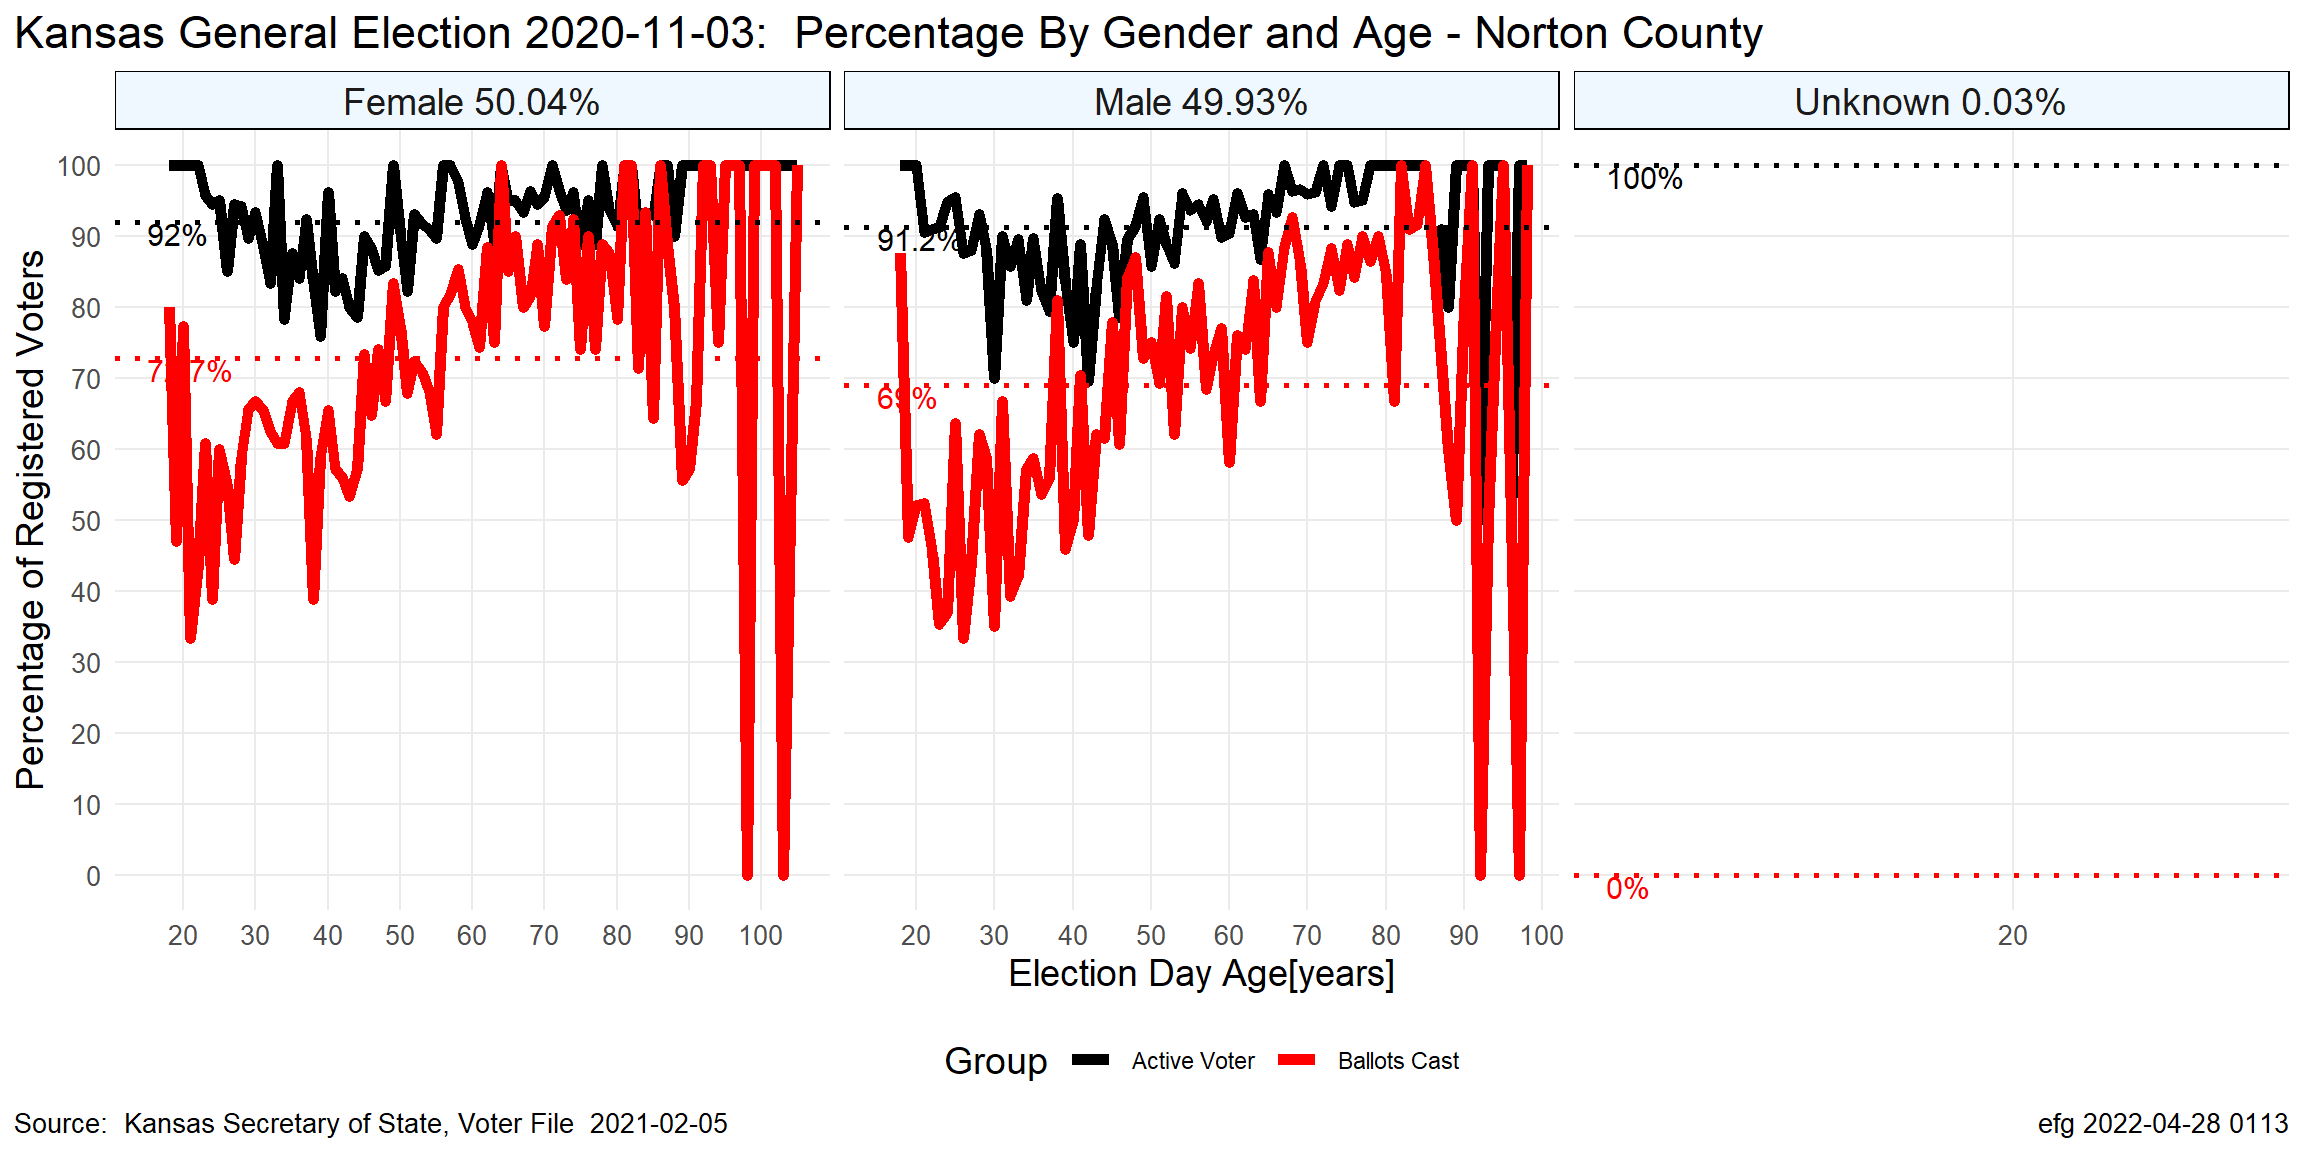 Kansas General Election 2020-11-03:  Percentage By Gender and Age - Norton County
Female 50.04%
Male 49.93%
Unknown 0.03%
Percentage of Registered Voters
100
90
80
70
60
50
40
30
20
10
0
92%
91.2%
69%
100%
0%
20 30 40 50 60 70 80 90 100
20 30 40 50 60 70 80 90 100
20
Election Day Age[years]
Group Active Voter Ballots Cast
Source:  Kansas Secretary of State, Voter File  2021-02-05
efg 2022-04-28 0113